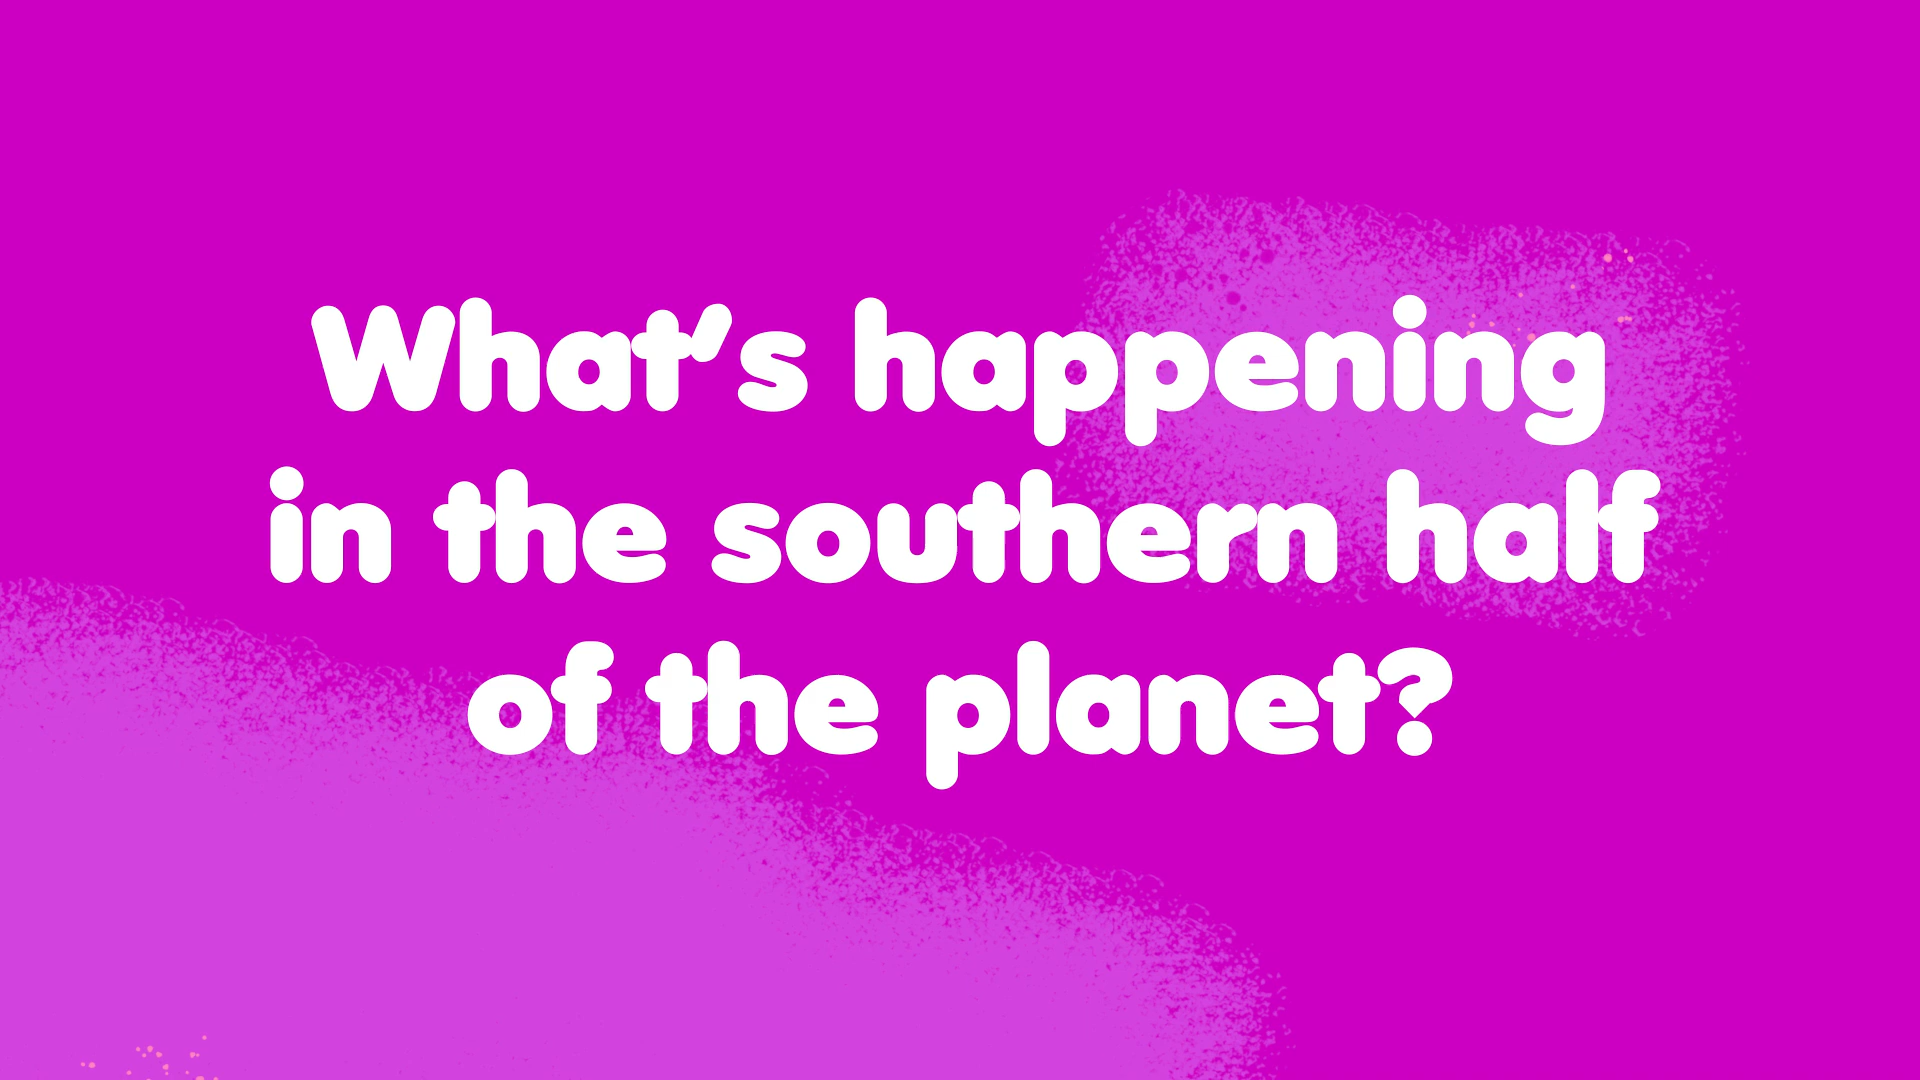 What's happening
in the southern half
of the planet?